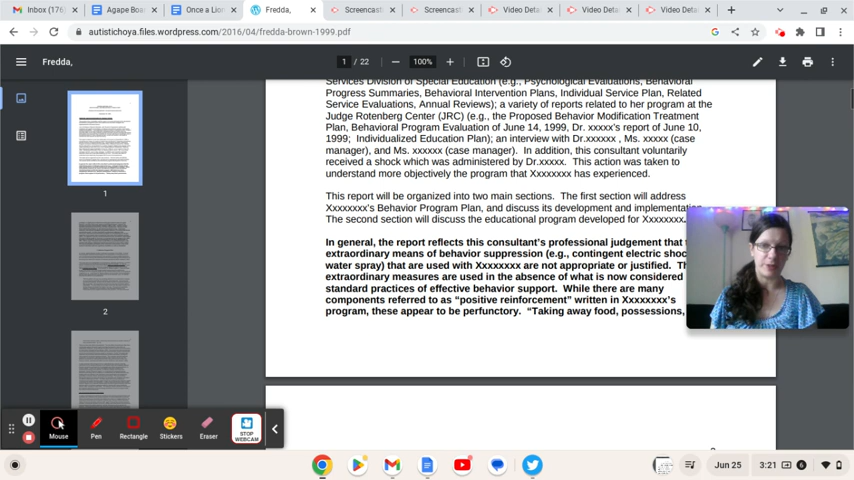 Inbox (176
Agape Boa
Once a Lio
Fredda,
Screencast
Screencast
Video Deta
Video Deta
Video Deta
autistichoya.files.wordpress.com/2016/04/fredda-brown-1999.pdf
Fredda,
1 / 22
100%
Services Division of Special Education (e.g., Psychological Evaluations, Behavioral
Progress Summaries, Behavioral Intervention Plans, Individual Service Plan, Related
Service Evaluations, Annual Reviews); a variety of reports related to her program at the
Judge Rotenberg Center (JRC) (e.g., the Proposed Behavior Modification Treatment
Plan, Behavioral Program Evaluation of June 14, 1999, Dr. xxxxx's report of June 10,
1999; Individualized Education Plan); an interview with Dr.xxxxxx , Ms. xxxxx (case
manager), and Ms. xxxxxx (case manager). In addition, this consultant voluntarily
received a shock which was administered by Dr.xxxxx. This action was taken to
understand more objectively the program that Xxxxxxxx has experienced.
This report will be organized into two main sections. The first section will address
Xxxxxxxx's Behavior Program Plan, and discuss its development and implementation.
The second section will discuss the educational program developed for Xxxxxxxx.
In general, the report reflects this consultant's professional judgement that
extraordinary means of behavior suppression (e.g., contingent electric shoc
water spray) that are used with Xxxxxxxx are not appropriate or justified. Th
extraordinary measures are used in the absence of what is now considered
standard practices of effective behavior support. While there are many
components referred to as "positive reinforcement" written in Xxxxxxxx's
program, these appear to be perfunctory. "Taking away food, possessions,
1
2
Mouse
Pen
Rectangle
Stickers
Eraser
STOP
WEBCAM
Jun 25
3:21
6